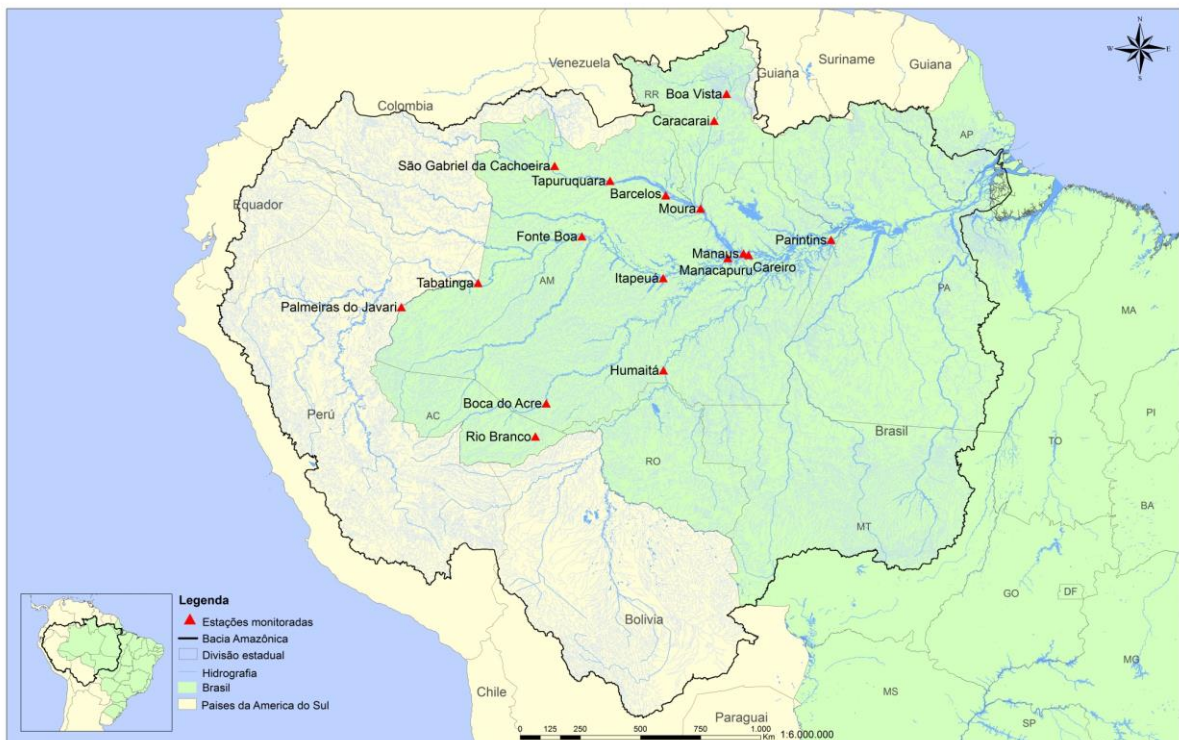 N
W
E
S
Venezuela
Guiana
Suriname
Guiana
Colombia
RR
Boa Vista
Caracarai
AP
São Gabriel da Cachoeira
Tapuruquara
Barcelos
Moura
Equador
Fonte Boa
Parintins
Manaus
Careiro
Manacapuru
Itapeuá
Tabatinga
AM
PA
Palmeiras do Javari
MA
Humaitá
Boca do Acre
AC
Perú
Rio Branco
Brasil
PI
TO
RO
BA
MT
GO
DF
Bolivia
MG
MS
Chile
Paraguai
SP
Legenda
Estações monitoradas
Bacia Amazônica
Divisão estadual
Hidrografia
Brasil
Paises da America do Sul
0 125 250 500 750 1.000
Km
1:6.000.000